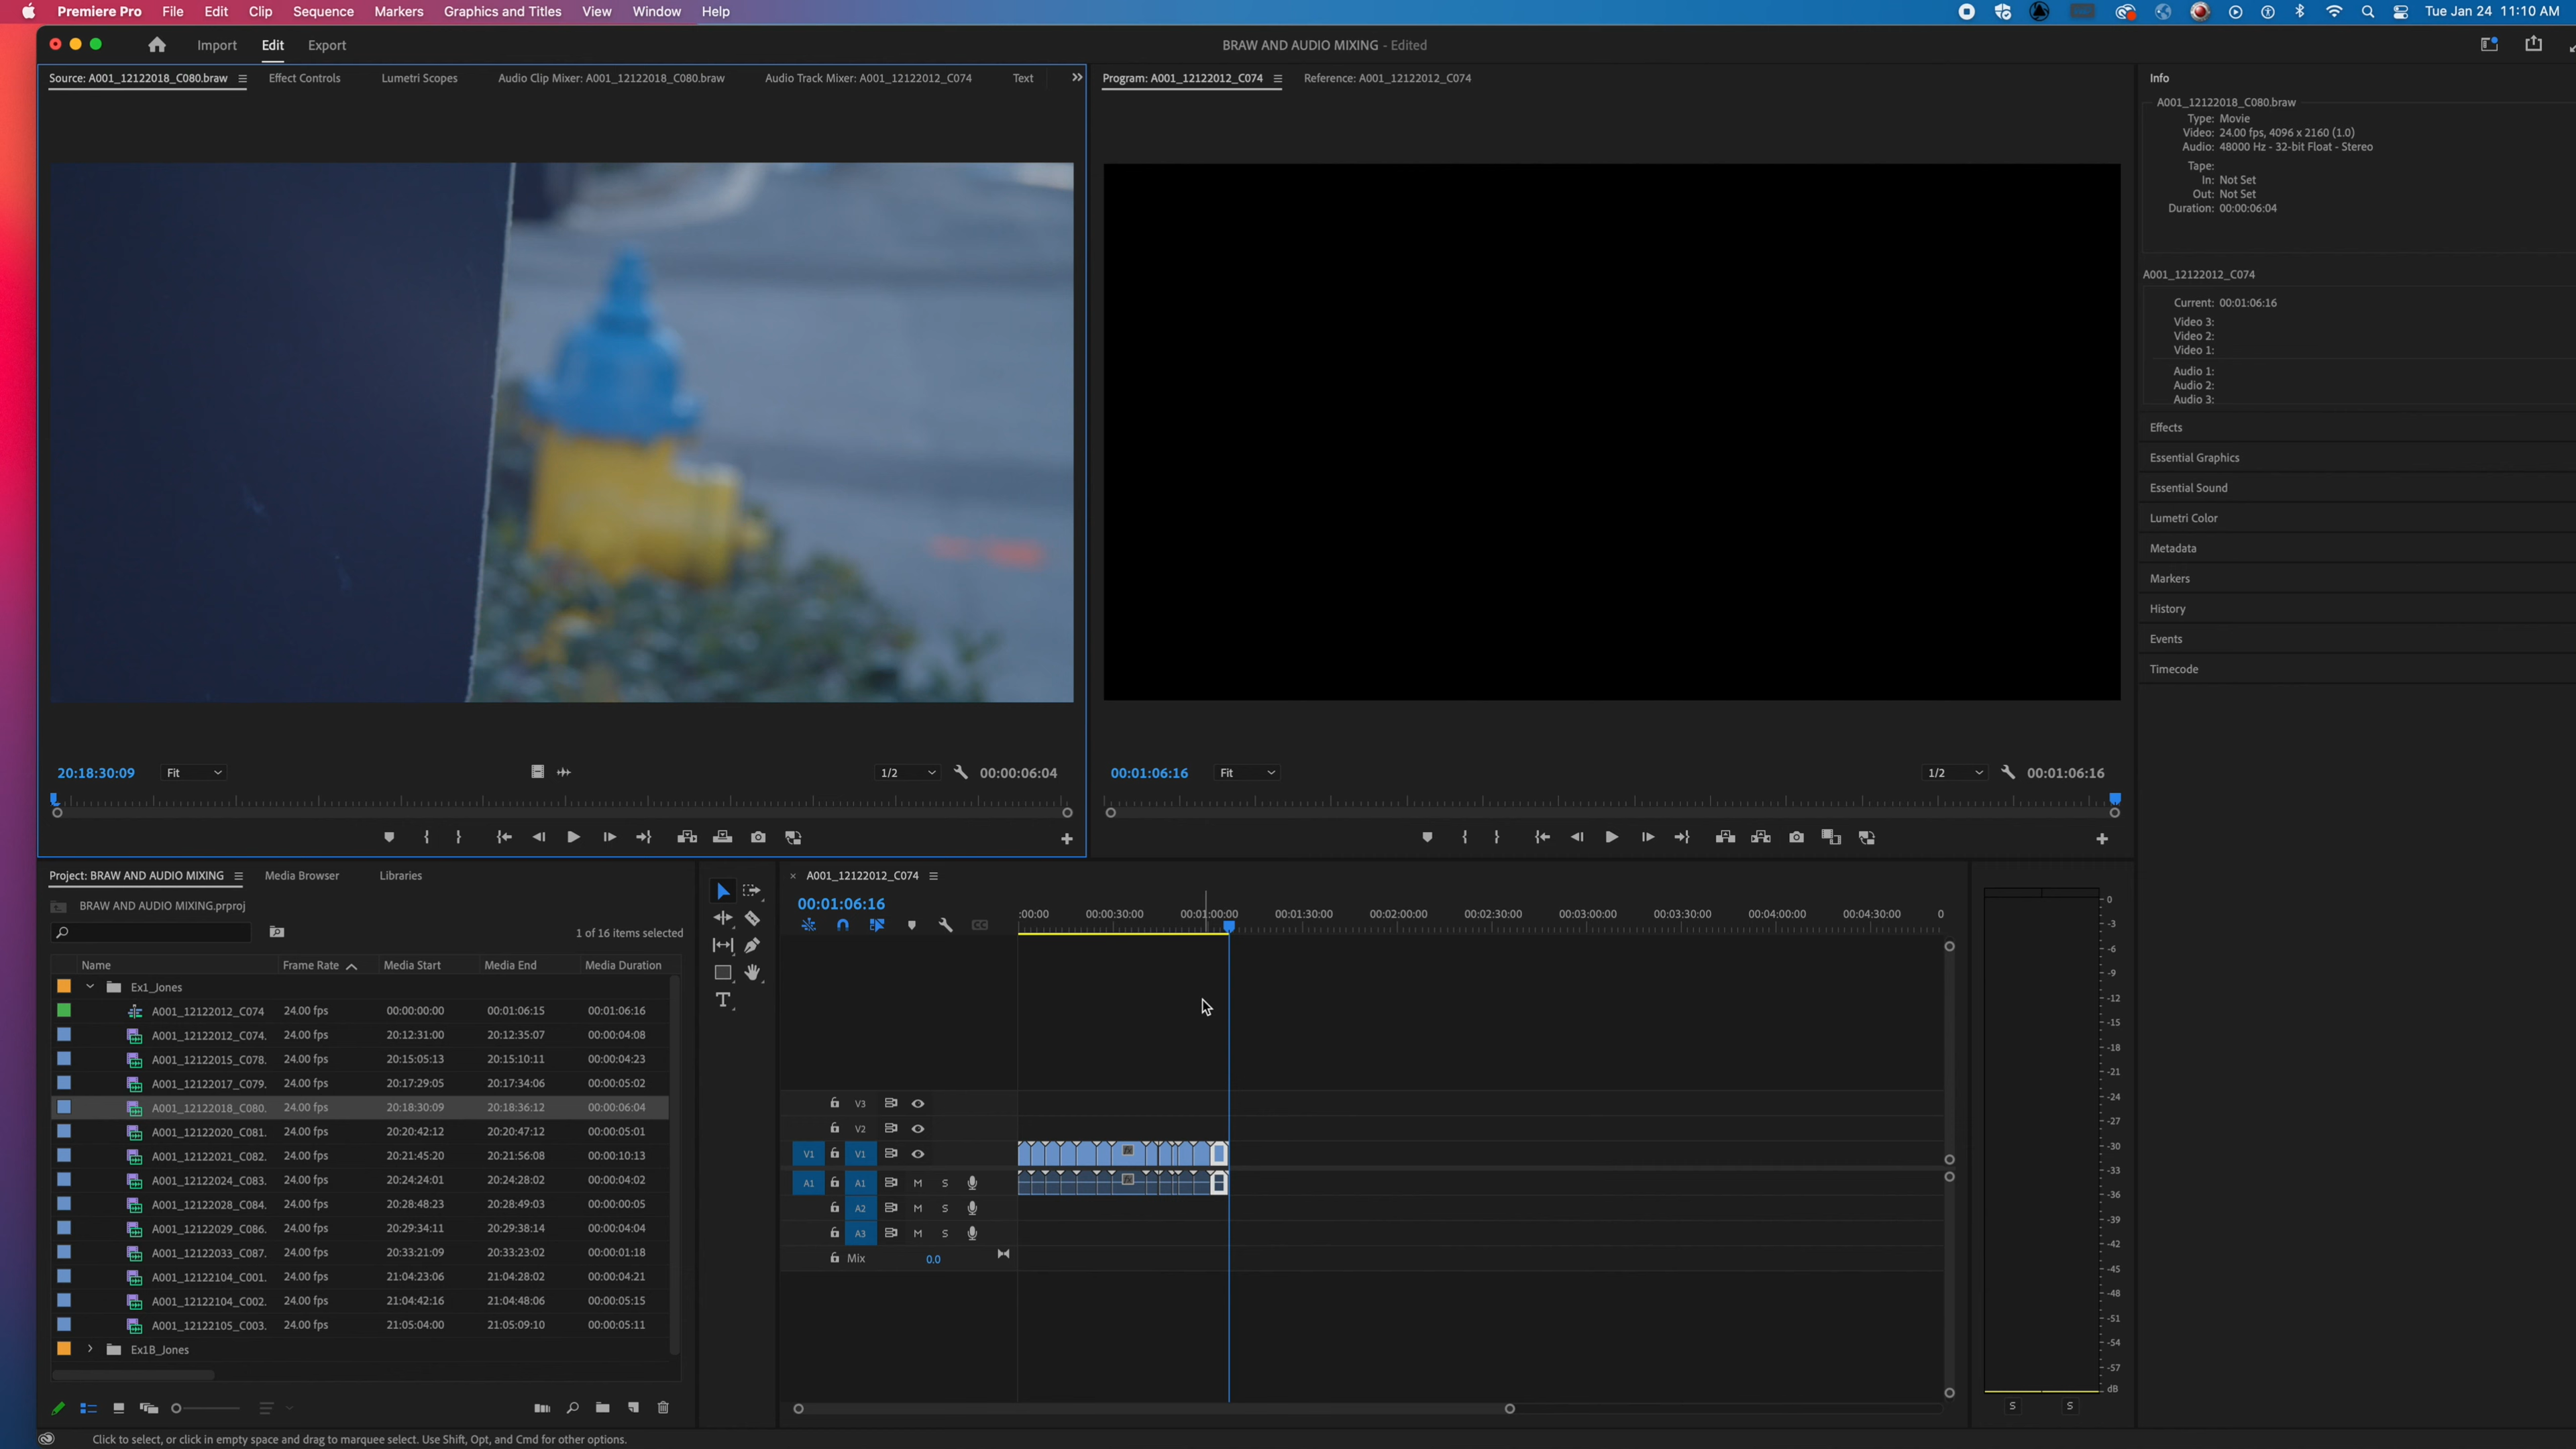 Premiere Pro File Edit Clip Sequence Markers Graphics and Titles View Window Help Tue Jan 24 11:10 AM
Import Edit Export BRAW AND AUDIO MIXING - Edited
Source: A001_12122018_C080.braw Effect Controls Lumetri Scopes Audio Clip Mixer: A001_12122018_C080.braw Audio Track Mixer: A001_12122012_C074 Text
Program: A001_12122012_C074 Reference: A001_12122012_C074
Info
A001_12122018_C080.braw
Type: Movie
Video: 24.00 fps, 4096 x 2160 (1.0)
Audio: 48000 Hz - 32-bit Float - Stereo
Tape:
In: Not Set
Out: Not Set
Duration: 00:00:06:04
A001_12122012_C074
Current: 00:01:06:16
Video 3:
Video 2:
Video 1:
Audio 1:
Audio 2:
Audio 3:
Effects
Essential Graphics
Essential Sound
Lumetri Color
Metadata
Markers
History
Events
Timecode
20:18:30:09 Fit 1/2 00:00:06:04
00:01:06:16 Fit 1/2 00:01:06:16
Project: BRAW AND AUDIO MIXING Media Browser Libraries
BRAW AND AUDIO MIXING.prproj
1 of 16 items selected
Name Frame Rate Media Start Media End Media Duration
Ex1_Jones
A001_12122012_C074 24.00 fps 00:00:00:00 00:01:06:15 00:01:06:16
A001_12122012_C074. 24.00 fps 20:12:31:00 20:12:35:07 00:00:04:08
A001_12122015_C078. 24.00 fps 20:15:05:13 20:15:10:11 00:00:04:23
A001_12122017_C079. 24.00 fps 20:17:29:05 20:17:34:06 00:00:05:02
A001_12122018_C080. 24.00 fps 20:18:30:09 20:18:36:12 00:00:06:04
A001_12122020_C081. 24.00 fps 20:20:42:12 20:20:47:12 00:00:05:01
A001_12122021_C082. 24.00 fps 20:21:45:20 20:21:56:08 00:00:10:13
A001_12122024_C083. 24.00 fps 20:24:24:01 20:24:28:02 00:00:04:02
A001_12122028_C084. 24.00 fps 20:28:48:23 20:28:49:03 00:00:00:05
A001_12122029_C086. 24.00 fps 20:29:34:11 20:29:38:14 00:00:04:04
A001_12122033_C087. 24.00 fps 20:33:21:09 20:33:23:02 00:00:01:18
A001_12122104_C001. 24.00 fps 21:04:23:06 21:04:28:02 00:00:04:21
A001_12122104_C002. 24.00 fps 21:04:42:16 21:04:48:06 00:00:05:15
A001_12122105_C003. 24.00 fps 21:05:04:00 21:05:09:10 00:00:05:11
Ex1B_Jones
Click to select, or click in empty space and drag to marquee select. Use Shift, Opt, and Cmd for other options.
T
× A001_12122012_C074
00:01:06:16
:00:00 00:00:30:00 00:01:00:00 00:01:30:00 00:02:00:00 00:02:30:00 00:03:00:00 00:03:30:00 00:04:00:00 00:04:30:00 0
CC
V3
V2
V1 V1
A1 A1 M S
A2 M S
A3 M S
Mix 0.0
0
-3
-6
-9
-12
-15
-18
-21
-24
-27
-30
-33
-36
-39
-42
-45
-48
-51
-54
-57
dB
S S